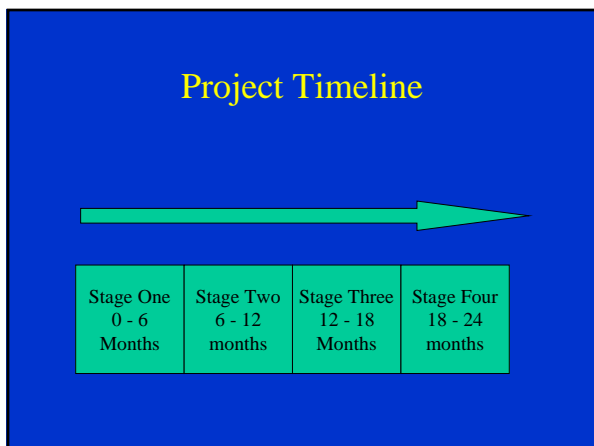 Project Timeline
Stage One
0 - 6
Months
Stage Two
6 - 12
months
Stage Three
12 - 18
Months
Stage Four
18 - 24
months